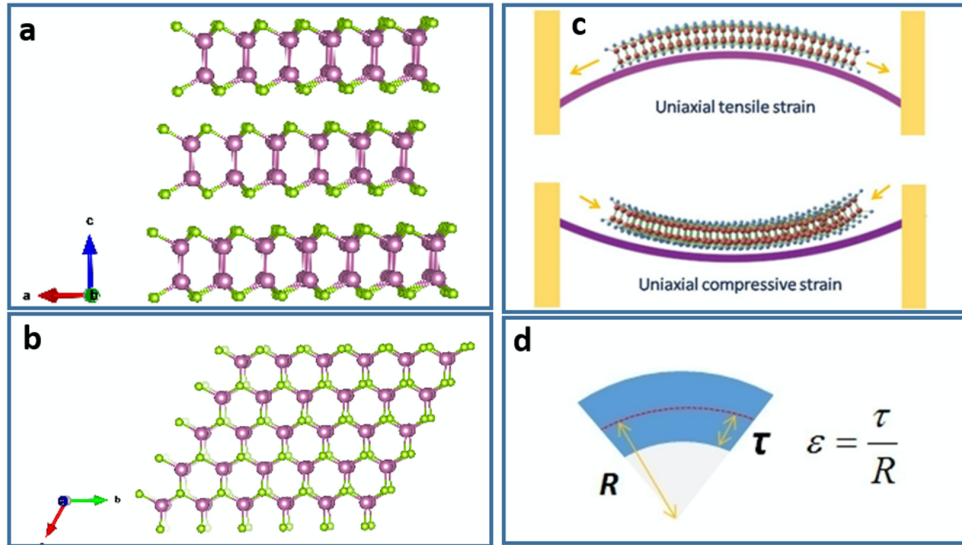 a
c
a
b
Uniaxial tensile strain
Uniaxial compressive strain
c
b
b
d
τ
R
ε = τ / R